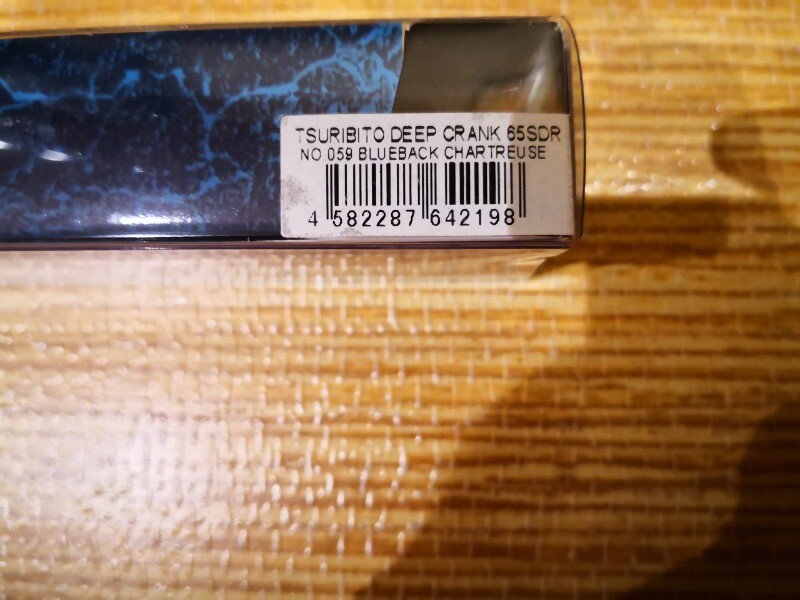 TSURIBITO DEEP CRANK 65SDR
NO 059 BLUEBACK CHARTREUSE
4 582287 642198